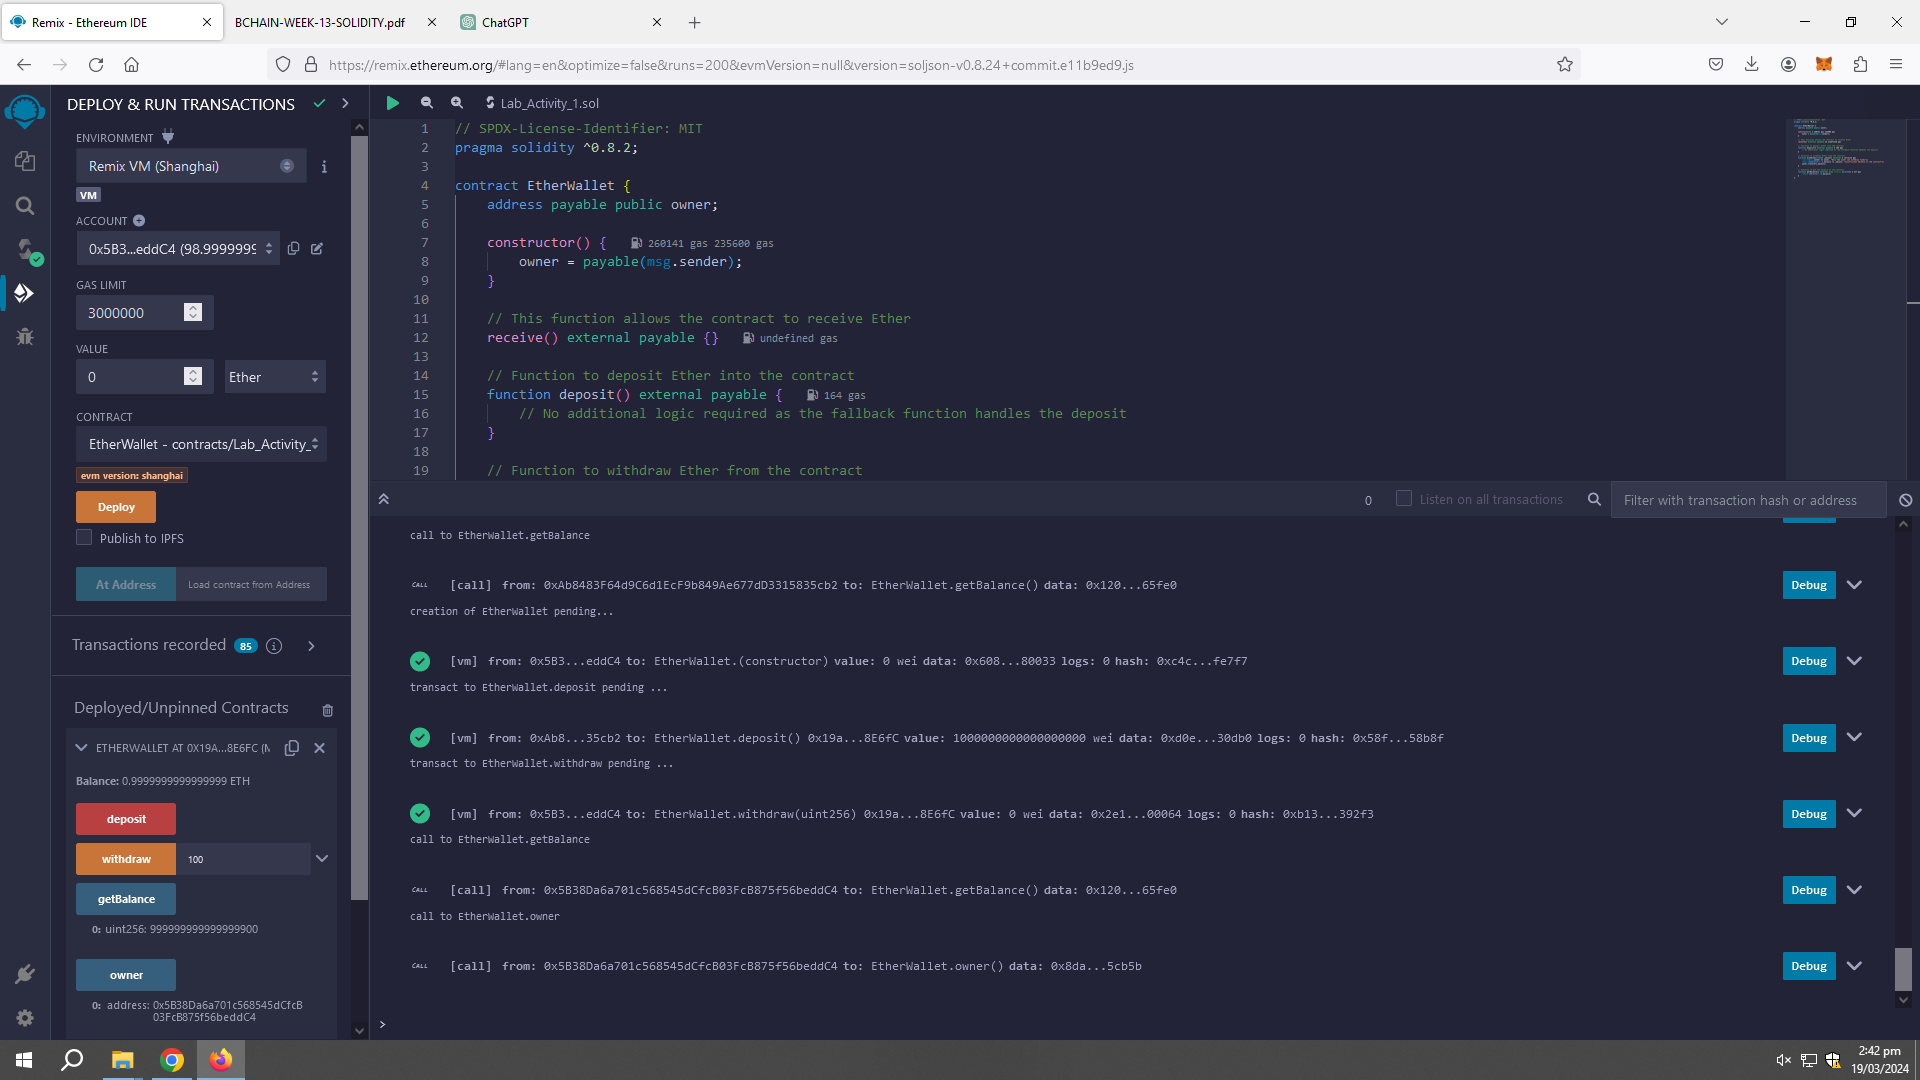 Remix - Ethereum IDE
BCHAIN-WEEK-13-SOLIDITY.pdf
ChatGPT
https://remix.ethereum.org/#lang=en&optimize=false&runs=200&evmVersion=null&version=soljson-v0.8.24+commit.e11b9ed9.js
DEPLOY & RUN TRANSACTIONS
ENVIRONMENT
Remix VM (Shanghai)
VM
ACCOUNT
0x5B3...eddC4 (98.9999999
GAS LIMIT
3000000
VALUE
0
Ether
CONTRACT
EtherWallet - contracts/Lab_Activity_
evm version: shanghai
Deploy
Publish to IPFS
At Address
Load contract from Address
Transactions recorded 85
Deployed/Unpinned Contracts
ETHERWALLET AT 0X19A...8E6FC (M
Balance: 0.9999999999999999 ETH
deposit
withdraw 100
getBalance
0: uint256: 999999999999999900
owner
0: address: 0x5B38Da6a701c568545dCfcB
03FcB875f56beddC4
Lab_Activity_1.sol
1 // SPDX-License-Identifier: MIT
2 pragma solidity ^0.8.2;
3
4 contract EtherWallet {
5 address payable public owner;
6
7 constructor() { 260141 gas 235600 gas
8 owner = payable(msg.sender);
9 }
10
11 // This function allows the contract to receive Ether
12 receive() external payable {} undefined gas
13
14 // Function to deposit Ether into the contract
15 function deposit() external payable { 164 gas
16 // No additional logic required as the fallback function handles the deposit
17 }
18
19 // Function to withdraw Ether from the contract
0
Listen on all transactions
Filter with transaction hash or address
call to EtherWallet.getBalance
CALL [call] from: 0xAb8483F64d9C6d1EcF9b849Ae677dD3315835cb2 to: EtherWallet.getBalance() data: 0x120...65fe0 Debug
creation of EtherWallet pending...
[vm] from: 0x5B3...eddC4 to: EtherWallet.(constructor) value: 0 wei data: 0x608...80033 logs: 0 hash: 0xc4c...fe7f7 Debug
transact to EtherWallet.deposit pending ...
[vm] from: 0xAb8...35cb2 to: EtherWallet.deposit() 0x19a...8E6fC value: 1000000000000000000 wei data: 0xd0e...30db0 logs: 0 hash: 0x58f...58b8f Debug
transact to EtherWallet.withdraw pending ...
[vm] from: 0x5B3...eddC4 to: EtherWallet.withdraw(uint256) 0x19a...8E6fC value: 0 wei data: 0x2e1...00064 logs: 0 hash: 0xb13...392f3 Debug
call to EtherWallet.getBalance
CALL [call] from: 0x5B38Da6a701c568545dCfcB03FcB875f56beddC4 to: EtherWallet.getBalance() data: 0x120...65fe0 Debug
call to EtherWallet.owner
CALL [call] from: 0x5B38Da6a701c568545dCfcB03FcB875f56beddC4 to: EtherWallet.owner() data: 0x8da...5cb5b Debug
>
2:42 pm
19/03/2024